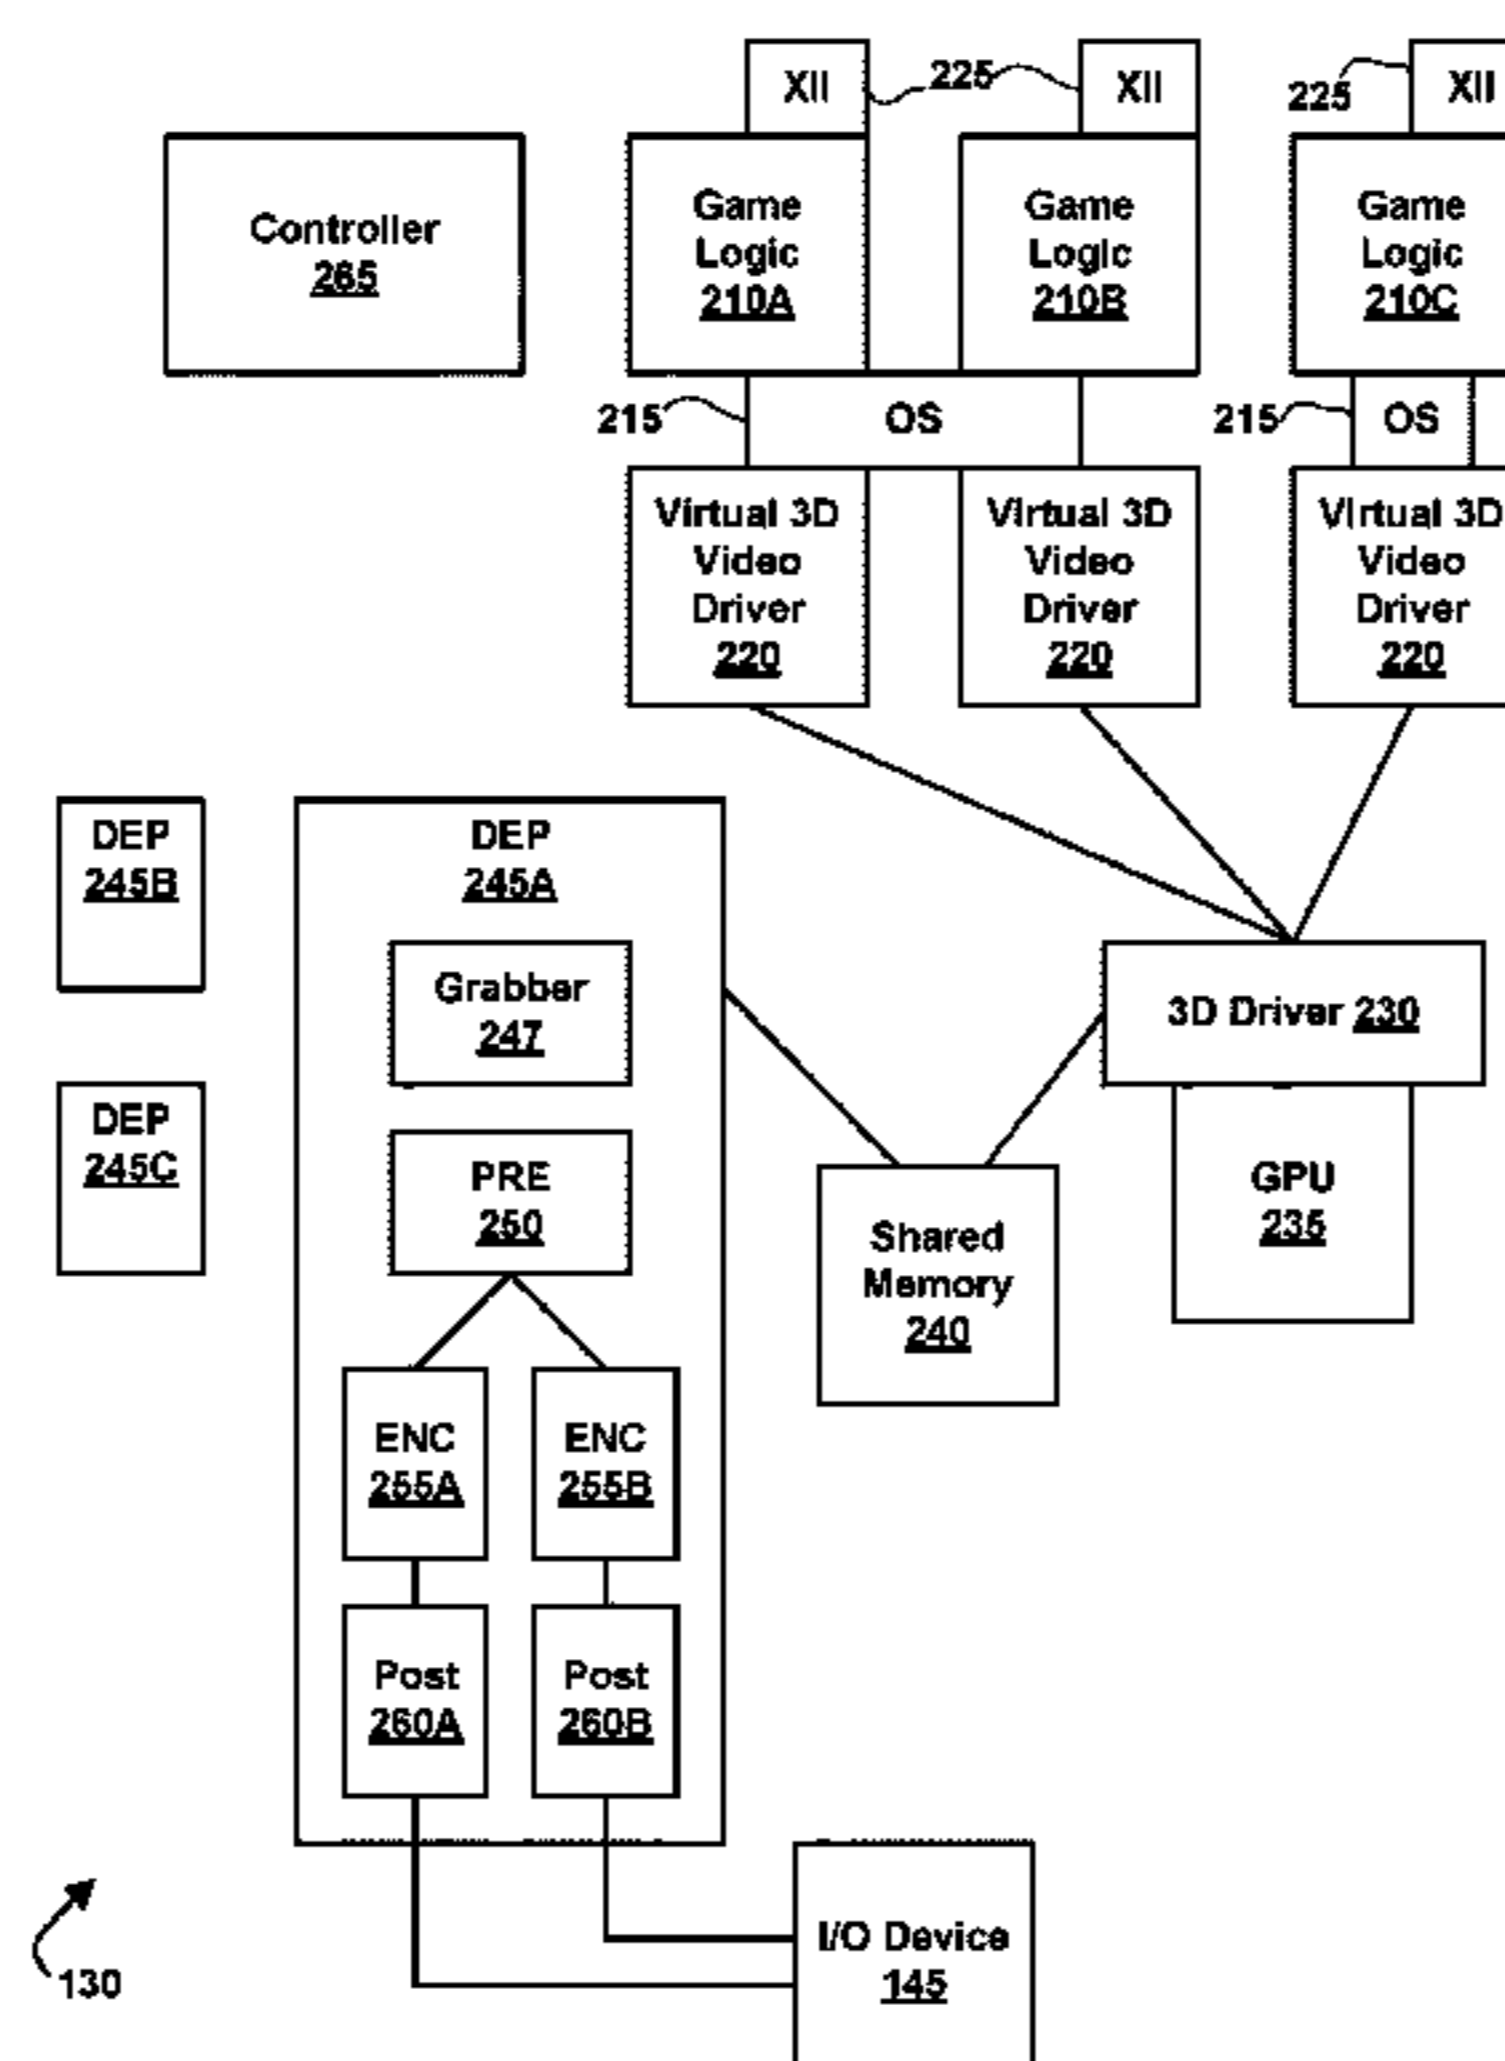 XII
225
XII
225
XII
Controller
265
Game
Logic
210A
Game
Logic
210B
Game
Logic
210C
215
OS
215
OS
Virtual 3D
Video
Driver
220
Virtual 3D
Video
Driver
220
Virtual 3D
Video
Driver
220
DEP
245B
DEP
245A
Grabber
247
3D Driver 230
DEP
245C
PRE
250
Shared
Memory
240
GPU
235
ENC
255A
ENC
255B
Post
260A
Post
260B
I/O Device
145
130